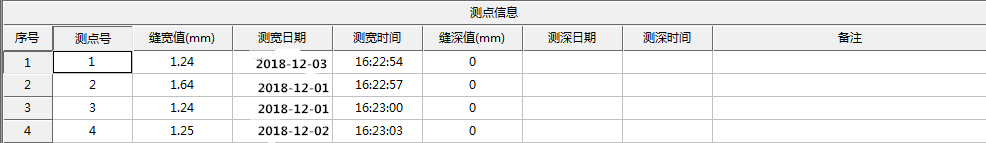 测点信息
序号 测点号 缝宽值(mm) 测宽日期 测宽时间 缝深值(mm) 测深日期 测深时间 备注
1 1 1.24 2018-12-03 16:22:54 0
2 2 1.64 2018-12-01 16:22:57 0
3 3 1.24 2018-12-01 16:23:00 0
4 4 1.25 2018-12-02 16:23:03 0